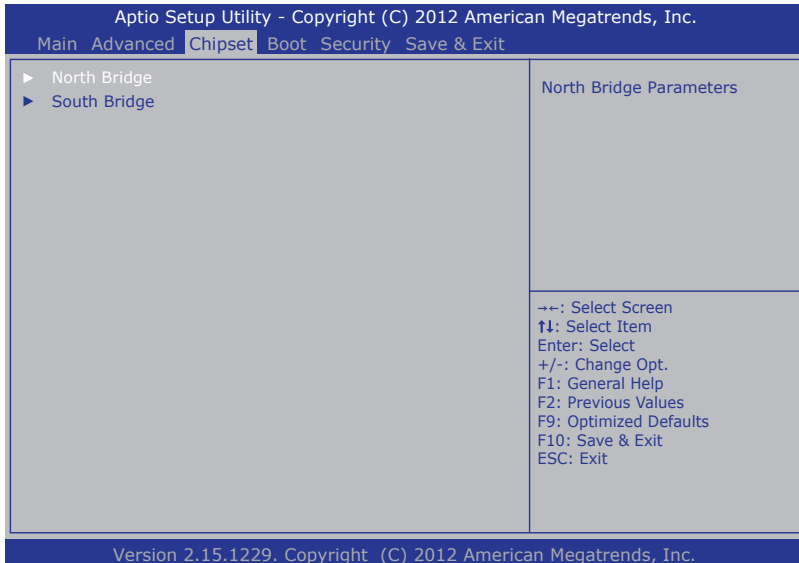 Aptio Setup Utility - Copyright (C) 2012 American Megatrends, Inc.
Main Advanced Chipset Boot Security Save & Exit
► North Bridge
► South Bridge
North Bridge Parameters
→←: Select Screen
↑↓: Select Item
Enter: Select
+/-: Change Opt.
F1: General Help
F2: Previous Values
F9: Optimized Defaults
F10: Save & Exit
ESC: Exit
Version 2.15.1229. Copyright (C) 2012 American Megatrends, Inc.